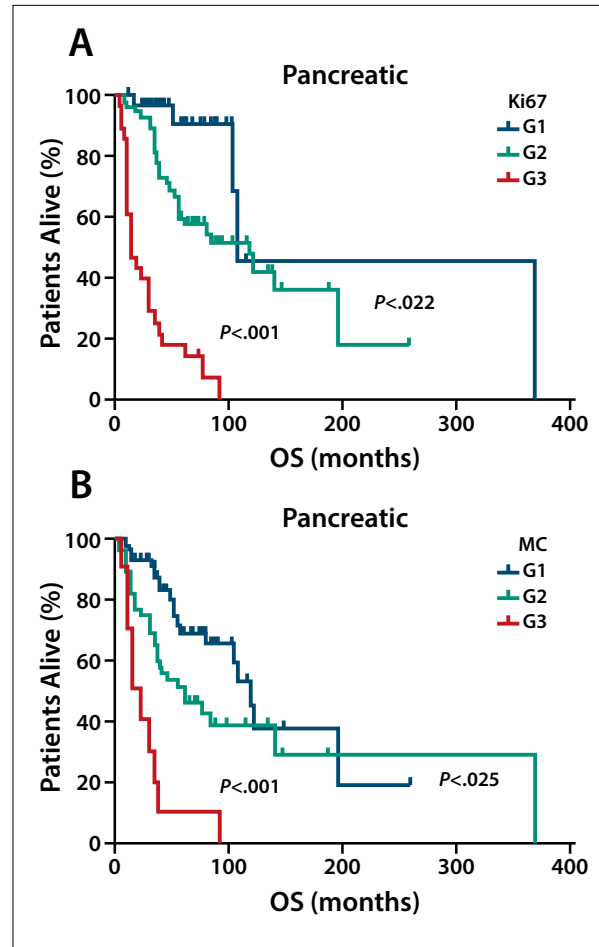 A
Pancreatic
Ki67
G1
G2
G3
Patients Alive (%)
100
80
60
40
20
0
P<.001
P<.022
0 100 200 300 400
OS (months)
B
Pancreatic
MC
G1
G2
G3
Patients Alive (%)
100
80
60
40
20
0
P<.001
P<.025
0 100 200 300 400
OS (months)